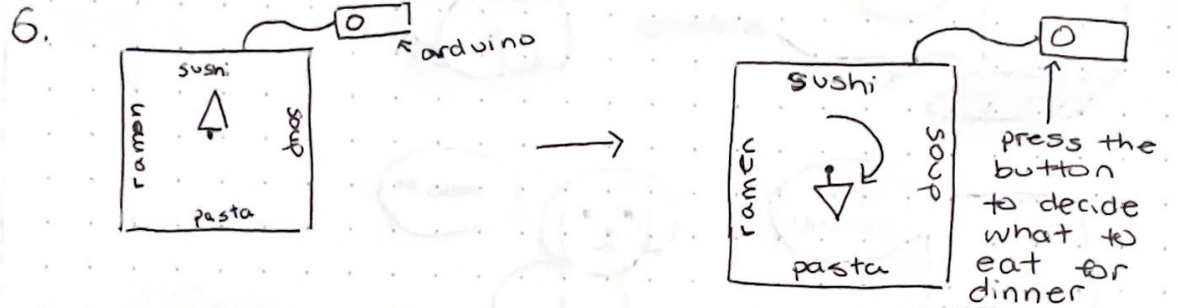 6.
arduino
sushi
ramen
soup
pasta
sushi
ramen
soup
pasta
press the
button
to decide
what to
eat for
dinner